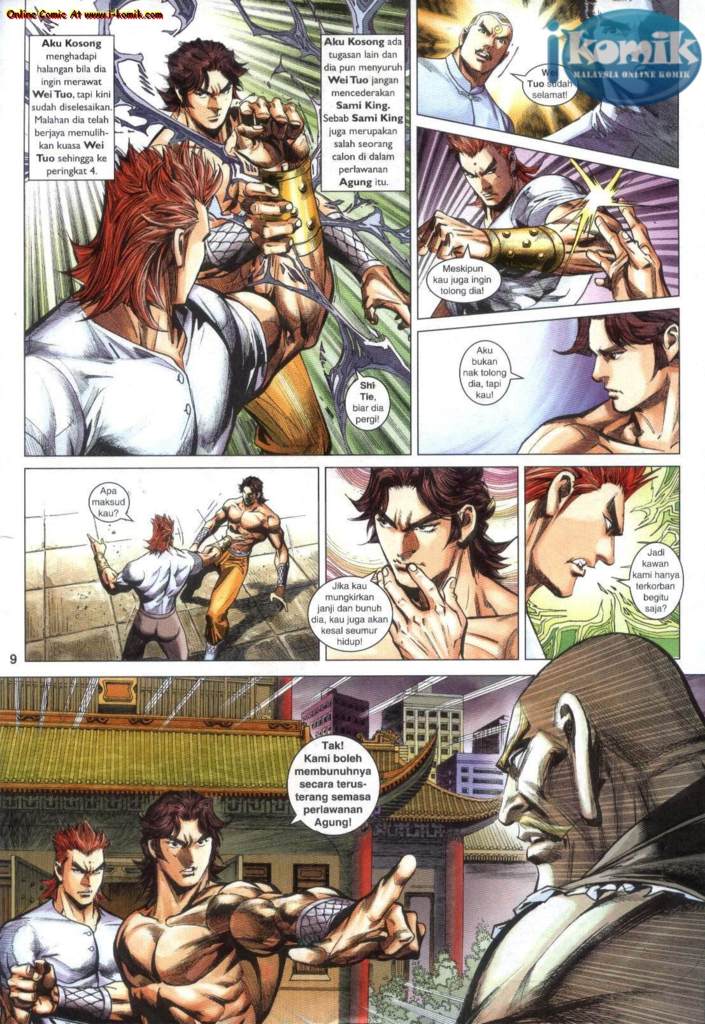 Online Comic At www.i-komik.com
Aku Kosong
menghadapi
halangan bila dia
ingin merawat
Wei Tuo, tapi kini
sudah diselesaikan.
Malahan dia telah
berjaya memulih-
kan kuasa Wei
Tuo sehingga ke
peringkat 4.
Aku Kosong ada
tugasan lain dan
dia pun menyuruh
Wei Tuo jangan
mencederakan
Sami King.
Sebab Sami King
juga merupakan
salah seorang
calon di dalam
perlawanan
Agung itu.
Shi
Tie,
biar dia
pergi!
ikomik
MALAYSIA ONLINE KOMIK
Wei
Tuo sudah
selamat!
Meskipun
kau juga ingin
tolong dia!
Aku
bukan
nak tolong
dia, tapi
kau!
Apa
maksud
kau?
Jika kau
mungkirkan
janji dan bunuh
dia, kau juga akan
kesal seumur
hidup!
Jadi
kawan
kami hanya
terkorban
begitu
saja?
9
Tak!
Kami boleh
membunuhnya
secara terus-
terang semasa
perlawanan
Agung!
Online Comic At www.i-komik.com